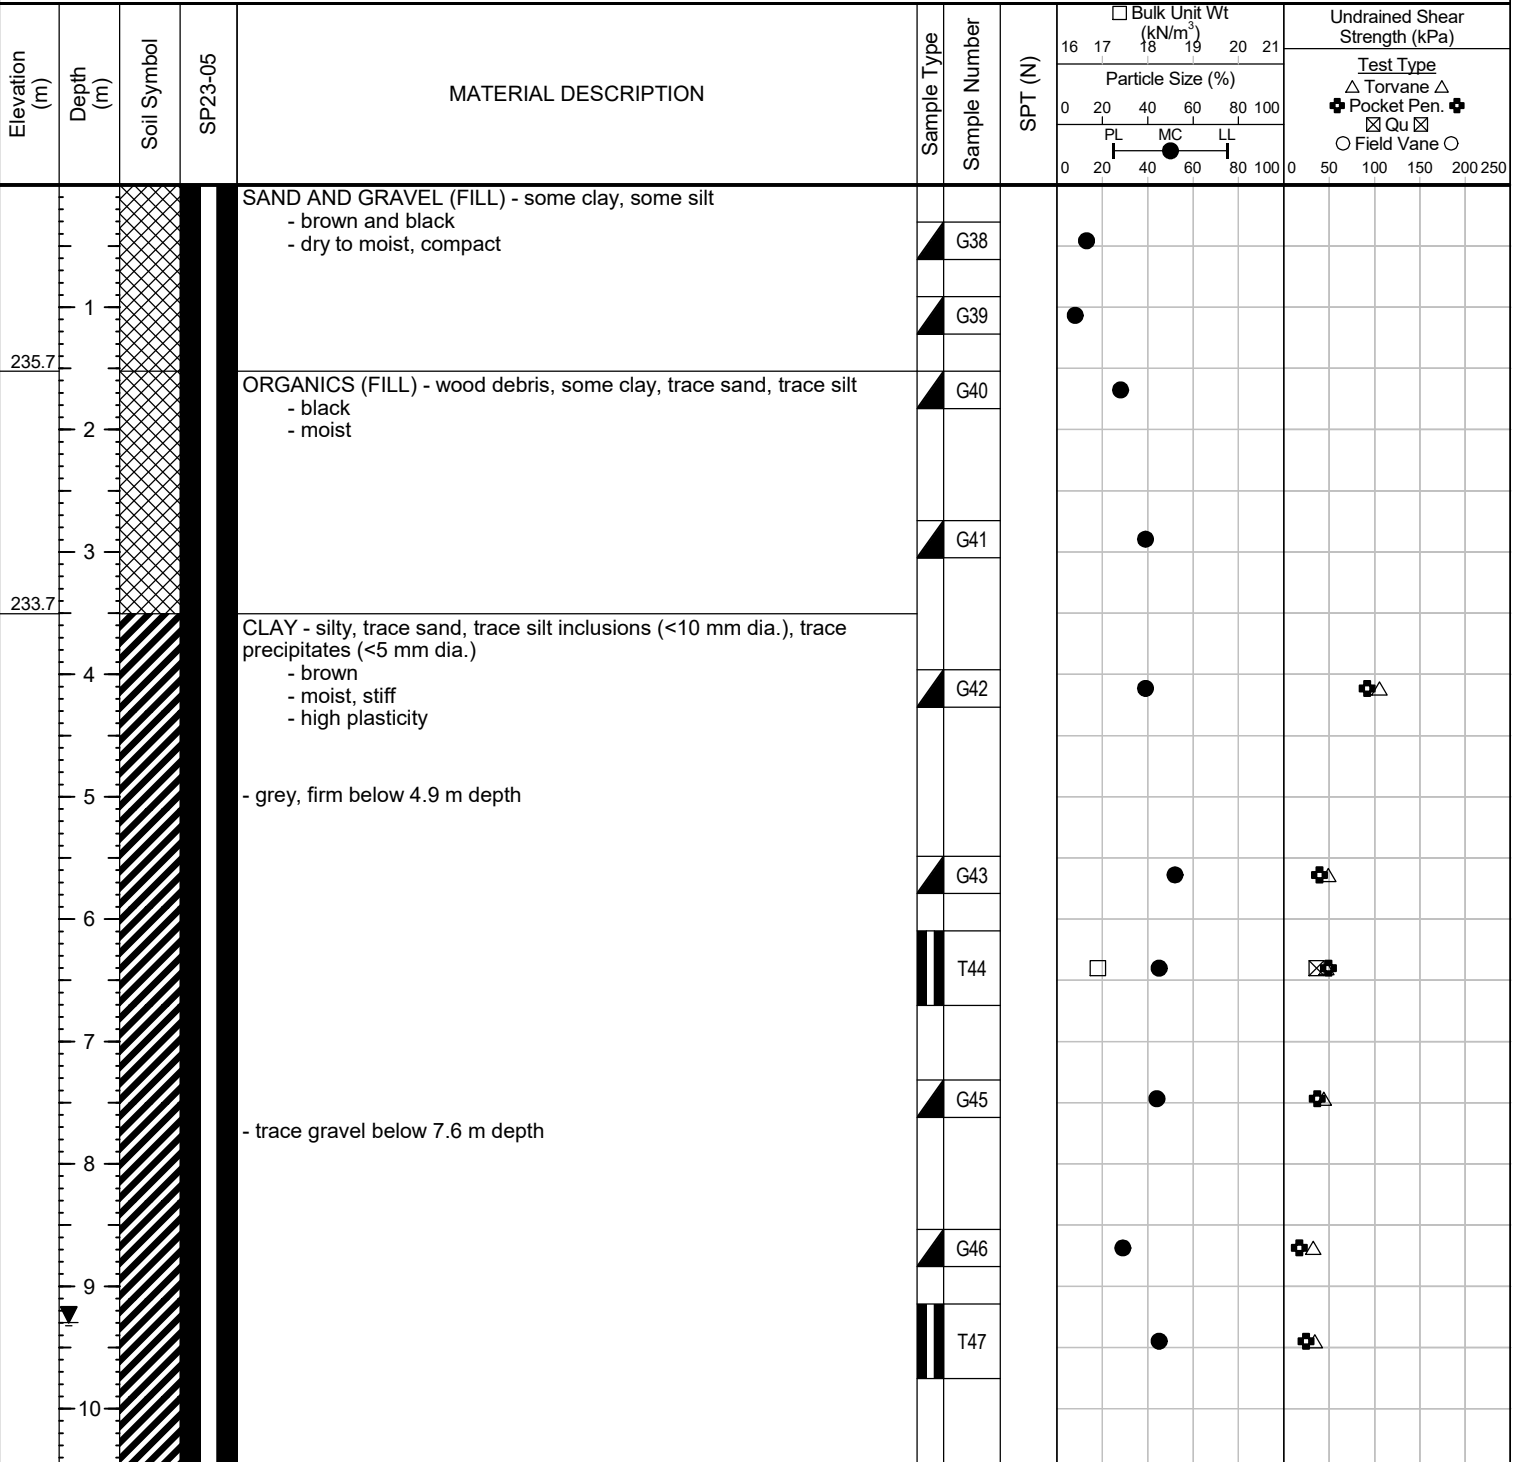 Elevation
(m)
Depth
(m)
Soil Symbol
SP23-05
MATERIAL DESCRIPTION
Sample Type
Sample Number
SPT (N)
Bulk Unit Wt
(kN/m³)
16 17 18 19 20 21
Particle Size (%)
0 20 40 60 80 100
PL MC LL
0 20 40 60 80 100
Undrained Shear
Strength (kPa)
Test Type
△ Torvane △
Pocket Pen.
☒ Qu ☒
○ Field Vane ○
0 50 100 150 200 250
SAND AND GRAVEL (FILL) - some clay, some silt
- brown and black
- dry to moist, compact
G38
1
G39
235.7
ORGANICS (FILL) - wood debris, some clay, trace sand, trace silt
- black
- moist
G40
2
G41
3
233.7
CLAY - silty, trace sand, trace silt inclusions (<10 mm dia.), trace
precipitates (<5 mm dia.)
- brown
- moist, stiff
- high plasticity
4
G42
- grey, firm below 4.9 m depth
5
G43
6
T44
7
G45
- trace gravel below 7.6 m depth
8
G46
9
T47
10